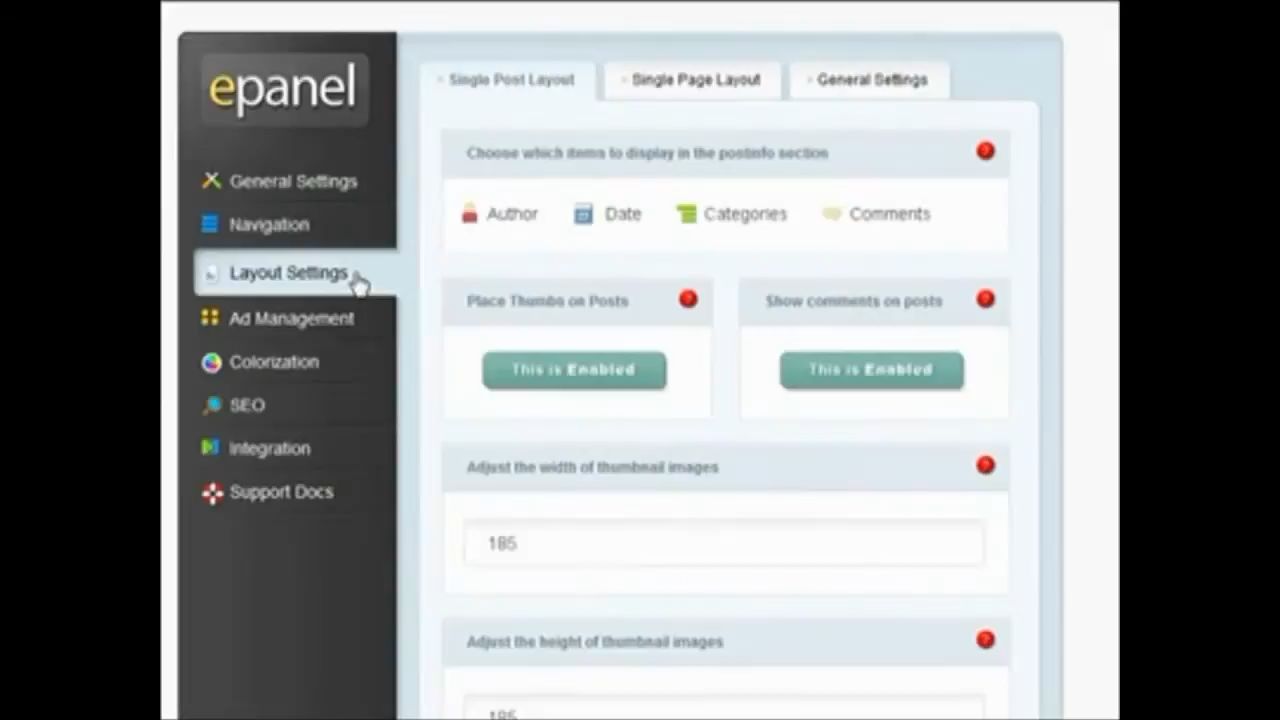 epanel
General Settings
Navigation
Layout Settings
Ad Management
Colorization
SEO
Integration
Support Docs
Single Post Layout
Single Page Layout
General Settings
Choose which items to display in the postinfo section
?
Author
Date
Categories
Comments
Place Thumbs on Posts
?
Show comments on posts
?
This is Enabled
This is Enabled
Adjust the width of thumbnail images
?
185
Adjust the height of thumbnail images
?
185